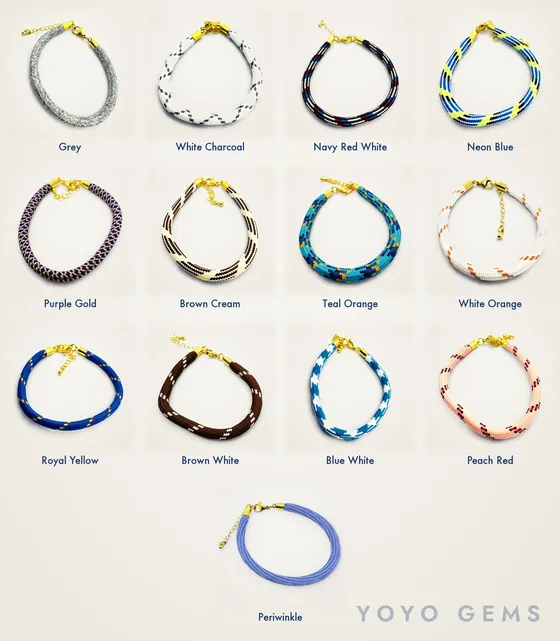 Grey
White Charcoal
Navy Red White
Neon Blue
Purple Gold
Brown Cream
Teal Orange
White Orange
Royal Yellow
Brown White
Blue White
Peach Red
Periwinkle
YOYO GEMS